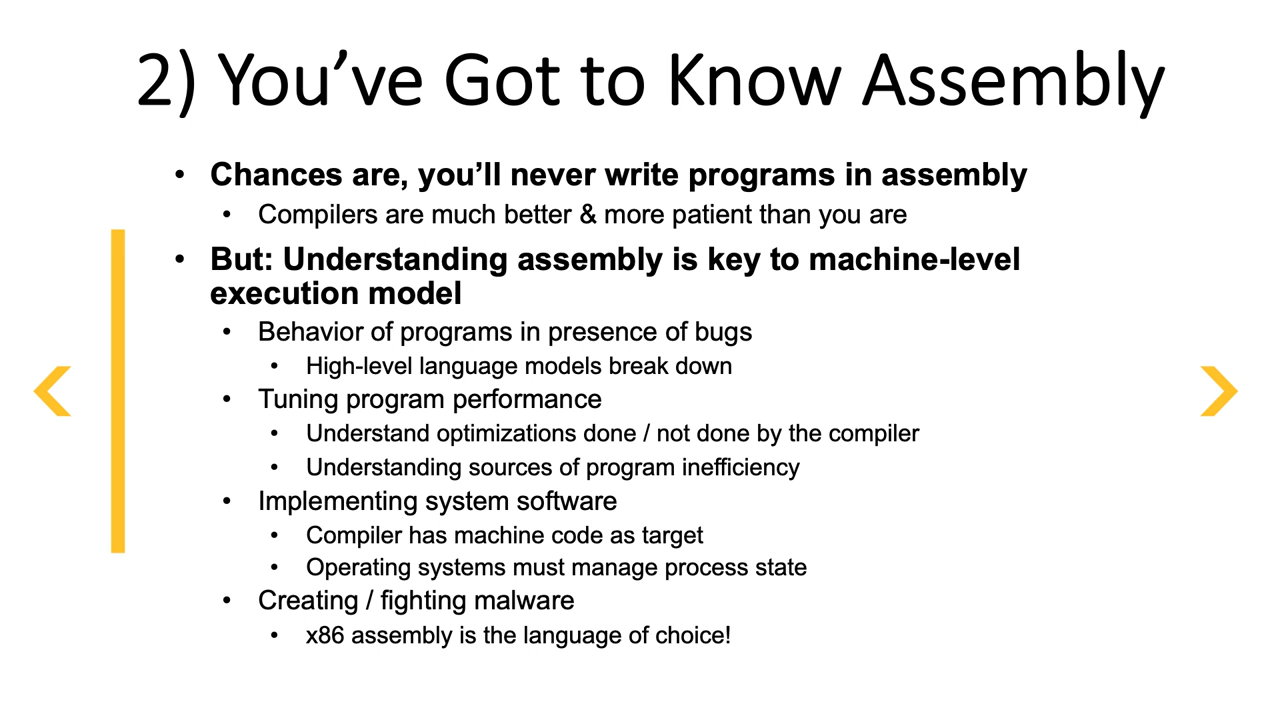 2) You’ve Got to Know Assembly
• Chances are, you’ll never write programs in assembly
• Compilers are much better & more patient than you are
• But: Understanding assembly is key to machine-level
execution model
• Behavior of programs in presence of bugs
• High-level language models break down
• Tuning program performance
• Understand optimizations done / not done by the compiler
• Understanding sources of program inefficiency
• Implementing system software
• Compiler has machine code as target
• Operating systems must manage process state
• Creating / fighting malware
• x86 assembly is the language of choice!